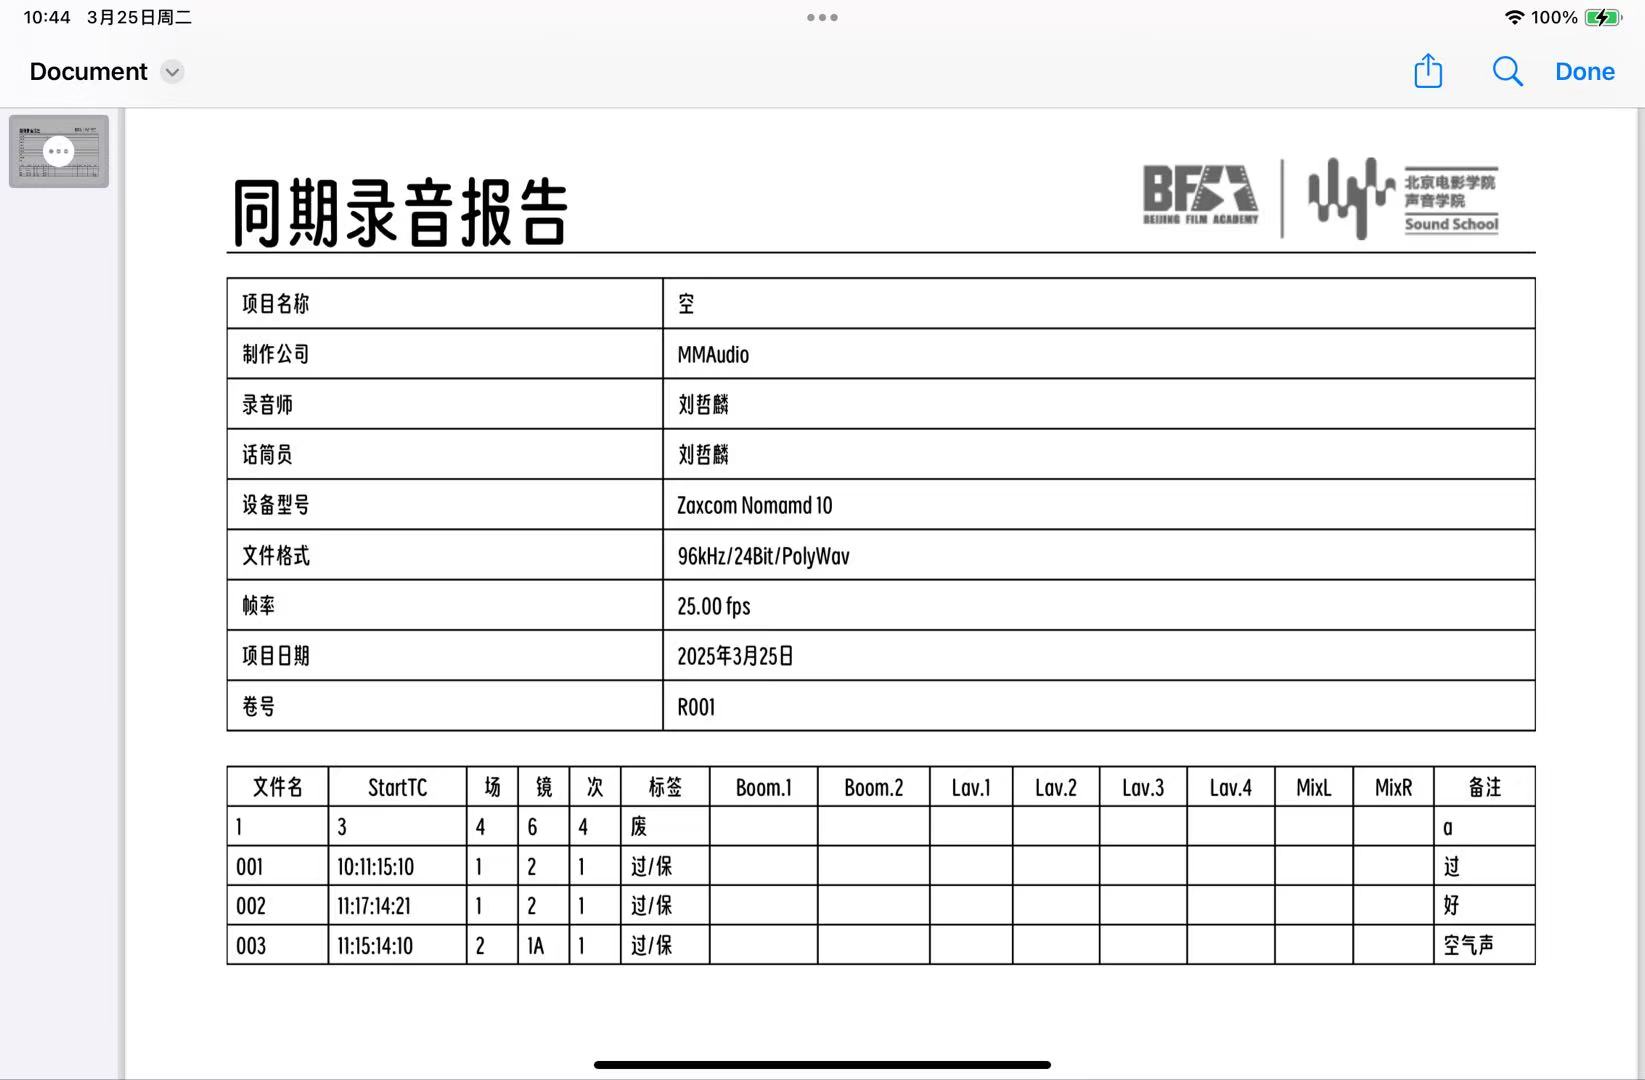 10:44 3月25日周二
100%
Document
Done
同期录音报告
BFA
BEIJING FILM ACADEMY
北京电影学院
声音学院
Sound School
项目名称 空
制作公司 MMAudio
录音师 刘哲麟
话筒员 刘哲麟
设备型号 Zaxcom Nomamd 10
文件格式 96kHz/24Bit/PolyWav
帧率 25.00 fps
项目日期 2025年3月25日
卷号 R001
文件名 StartTC 场 镜 次 标签 Boom.1 Boom.2 Lav.1 Lav.2 Lav.3 Lav.4 MixL MixR 备注
1 3 4 6 4 废 a
001 10:11:15:10 1 2 1 过/保 过
002 11:17:14:21 1 2 1 过/保 好
003 11:15:14:10 2 1A 1 过/保 空气声